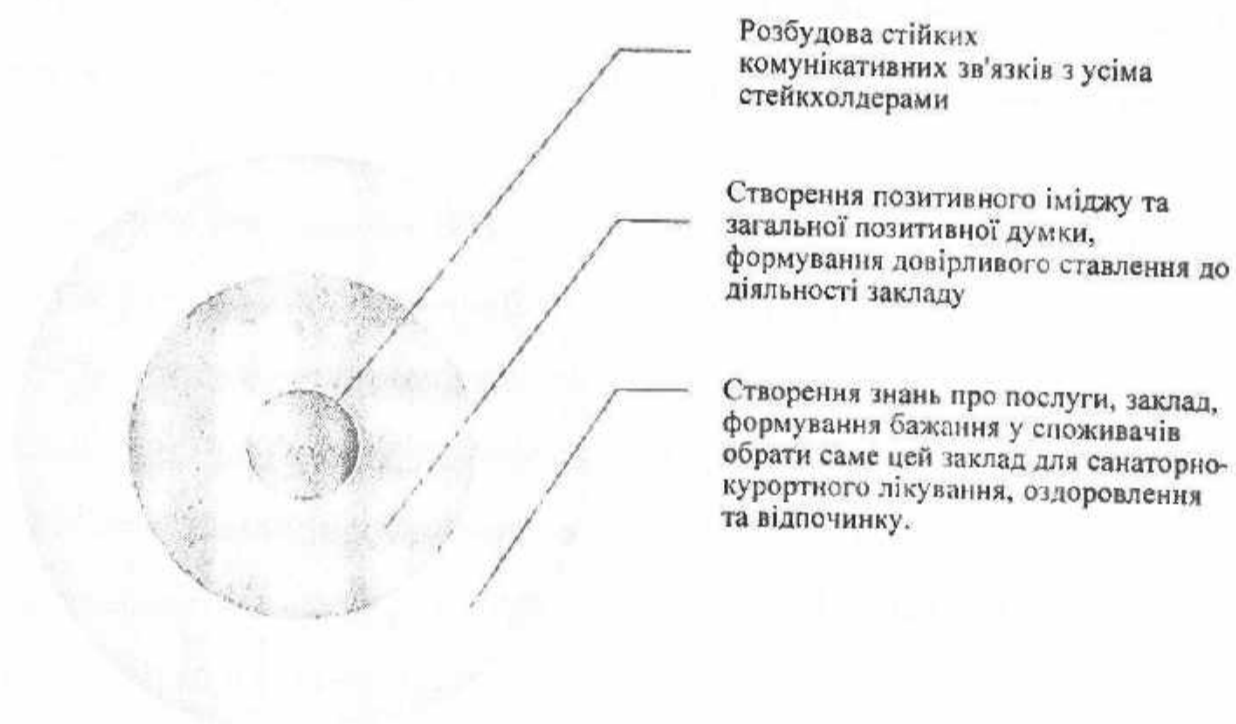 Розбудова стійких
комунікативних зв'язків з усіма
стейкхолдерами
Створення позитивного іміджу та
загальної позитивної думки,
формування довірливого ставлення до
діяльності закладу
Створення знань про послуги, заклад,
формування бажання у споживачів
обрати саме цей заклад для санаторно-
курортного лікування, оздоровлення
та відпочинку.